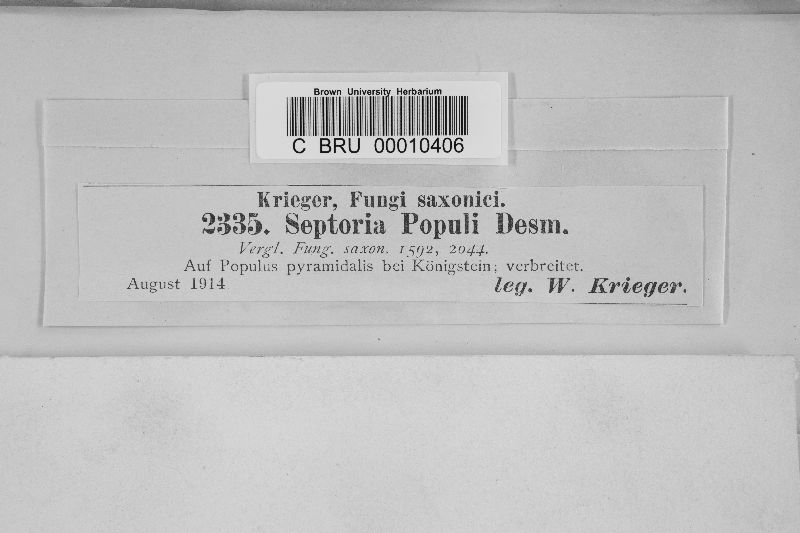 Brown University Herbarium
C BRU 00010406
Krieger, Fungi saxonici.
2335. Septoria Populi Desm.
Vergl. Fung. saxon. 1592, 2044.
Auf Populus pyramidalis bei Königstein; verbreitet.
August 1914 leg. W. Krieger.